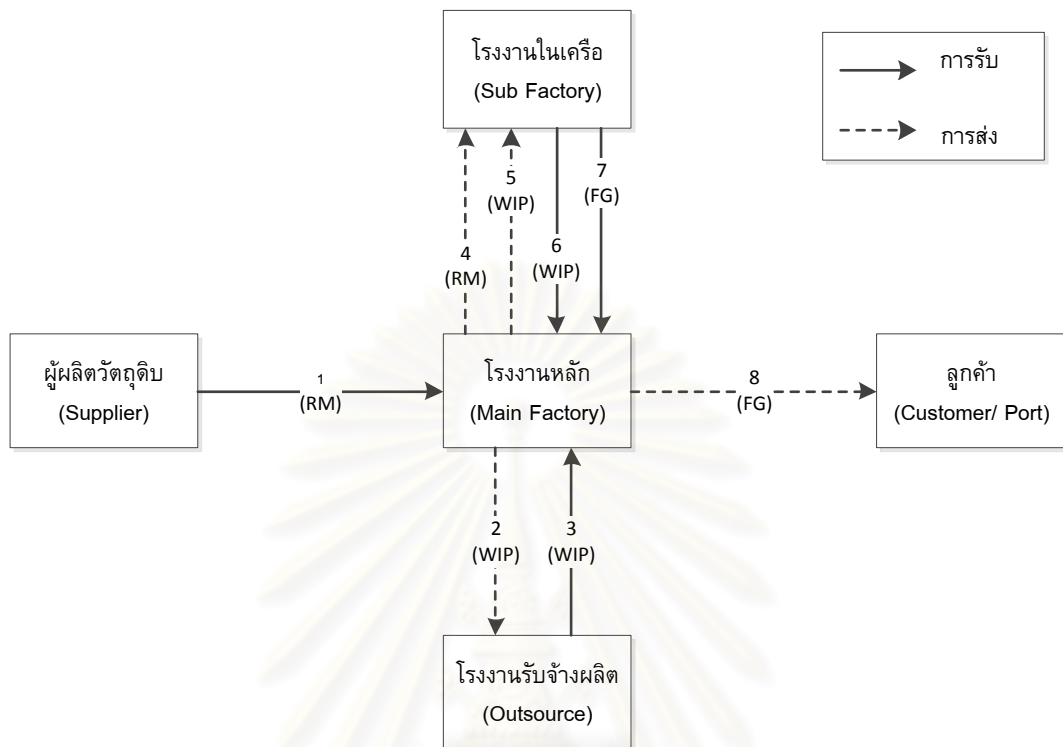 โรงงานในเครือ
(Sub Factory)
การรับ
การส่ง
4
(RM)
5
(WIP)
6
(WIP)
7
(FG)
ผู้ผลิตวัตถุดิบ
(Supplier)
1
(RM)
โรงงานหลัก
(Main Factory)
8
(FG)
ลูกค้า
(Customer/ Port)
2
(WIP)
3
(WIP)
โรงงานรับจ้างผลิต
(Outsource)